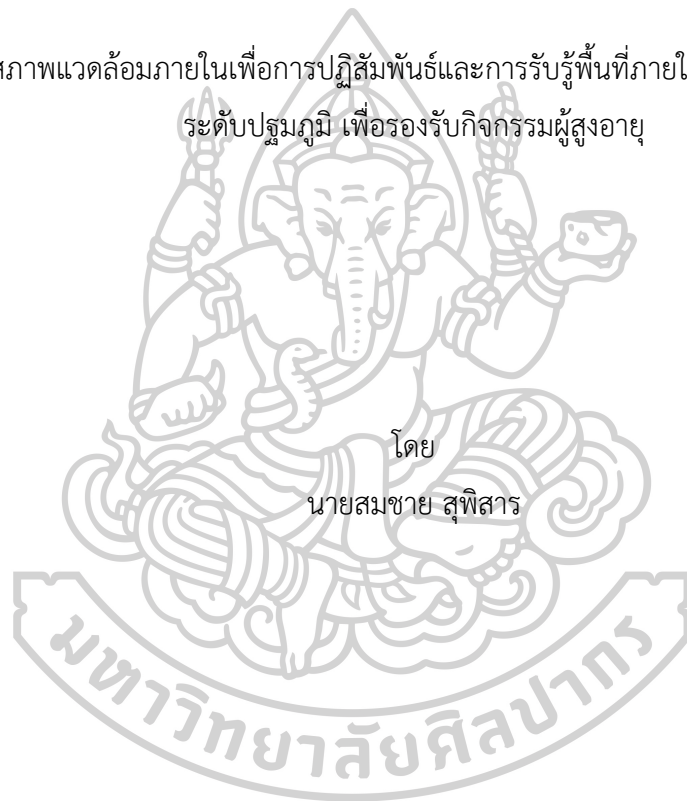 สภาพแวดล้อมภายในเพื่อการปฏิสัมพันธ์และการรับรู้พื้นที่ภายใ
ระดับปฐมภูมิ เพื่อรองรับกิจกรรมผู้สูงอายุ
โดย
นายสมชาย สุพิสาร
มหาวิทยาลัยศิลปากร